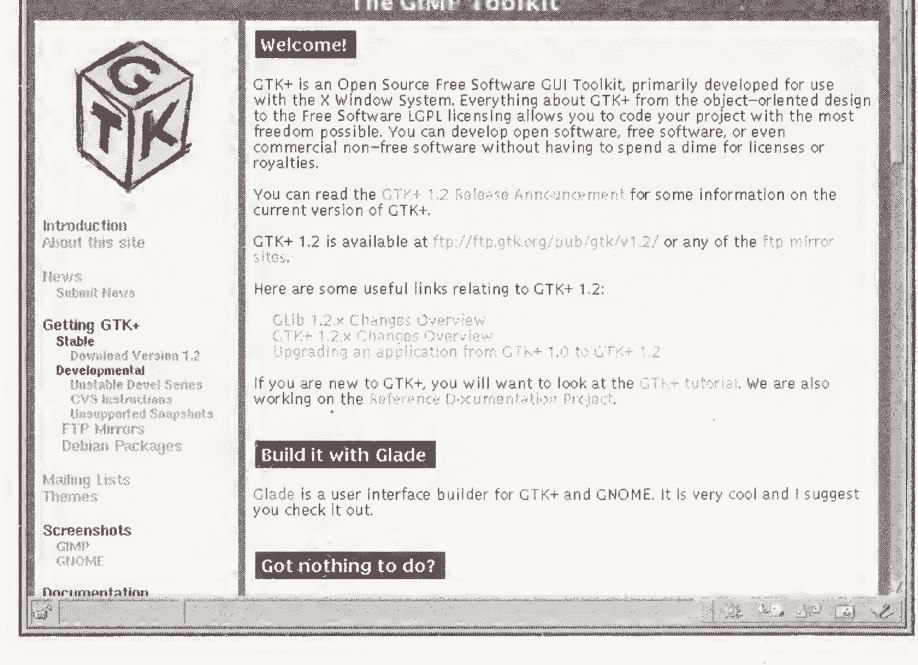 The GIMP Toolkit
G
T K
Introduction
About this site
News
Submit News
Getting GTK+
Stable
Download Version 1.2
Developmental
Unstable Devel Series
CVS Instructions
Unsupported Snapshots
FTP Mirrors
Debian Packages
Mailing Lists
Themes
Screenshots
GIMP
GNOME
Documentation
Welcome!
GTK+ is an Open Source Free Software GUI Toolkit, primarily developed for use
with the X Window System. Everything about GTK+ from the object-oriented design
to the Free Software LGPL licensing allows you to code your project with the most
freedom possible. You can develop open software, free software, or even
commercial non-free software without having to spend a dime for licenses or
royalties.
You can read the GTK+ 1.2 Release Announcement for some information on the
current version of GTK+.
GTK+ 1.2 is available at ftp://ftp.gtk.org/pub/gtk/v1.2/ or any of the ftp mirror
sites.
Here are some useful links relating to GTK+ 1.2:
GLib 1.2.x Changes Overview
GTK+ 1.2.x Changes Overview
Upgrading an application from GTK+ 1.0 to GTK+ 1.2
If you are new to GTK+, you will want to look at the GTK+ tutorial. We are also
working on the Reference Documentation Project.
Build it with Glade
Glade is a user interface builder for GTK+ and GNOME. It is very cool and I suggest
you check it out.
Got nothing to do?